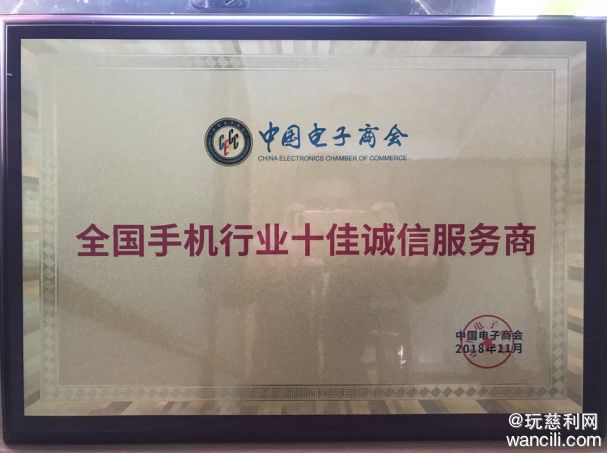 CECC
中国电子商会
CHINA ELECTRONICS CHAMBER OF COMMERCE
全国手机行业十佳诚信服务商
中国电子商会
2018年11月
@玩慈利网
wancili.com